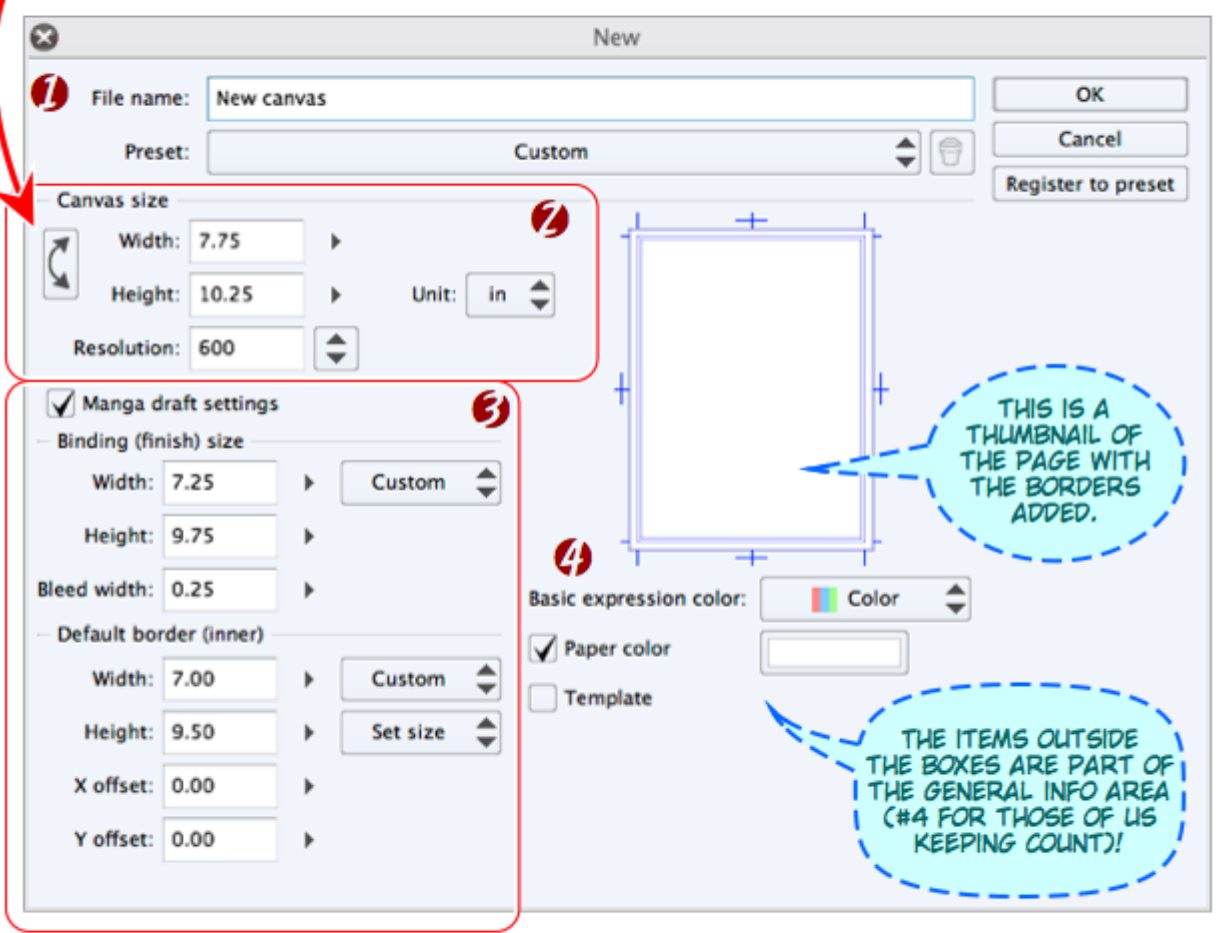 New
1
File name: New canvas
OK
Preset: Custom
Cancel
Register to preset
Canvas size
2
Width: 7.75
Height: 10.25 Unit: in
Resolution: 600
Manga draft settings
3
Binding (finish) size
Width: 7.25 Custom
Height: 9.75
Bleed width: 0.25
Default border (inner)
Width: 7.00 Custom
Height: 9.50 Set size
X offset: 0.00
Y offset: 0.00
THIS IS A
THUMBNAIL OF
THE PAGE WITH
THE BORDERS
ADDED.
4
Basic expression color: Color
Paper color
Template
THE ITEMS OUTSIDE
THE BOXES ARE PART OF
THE GENERAL INFO AREA
(#4 FOR THOSE OF US
KEEPING COUNT)!